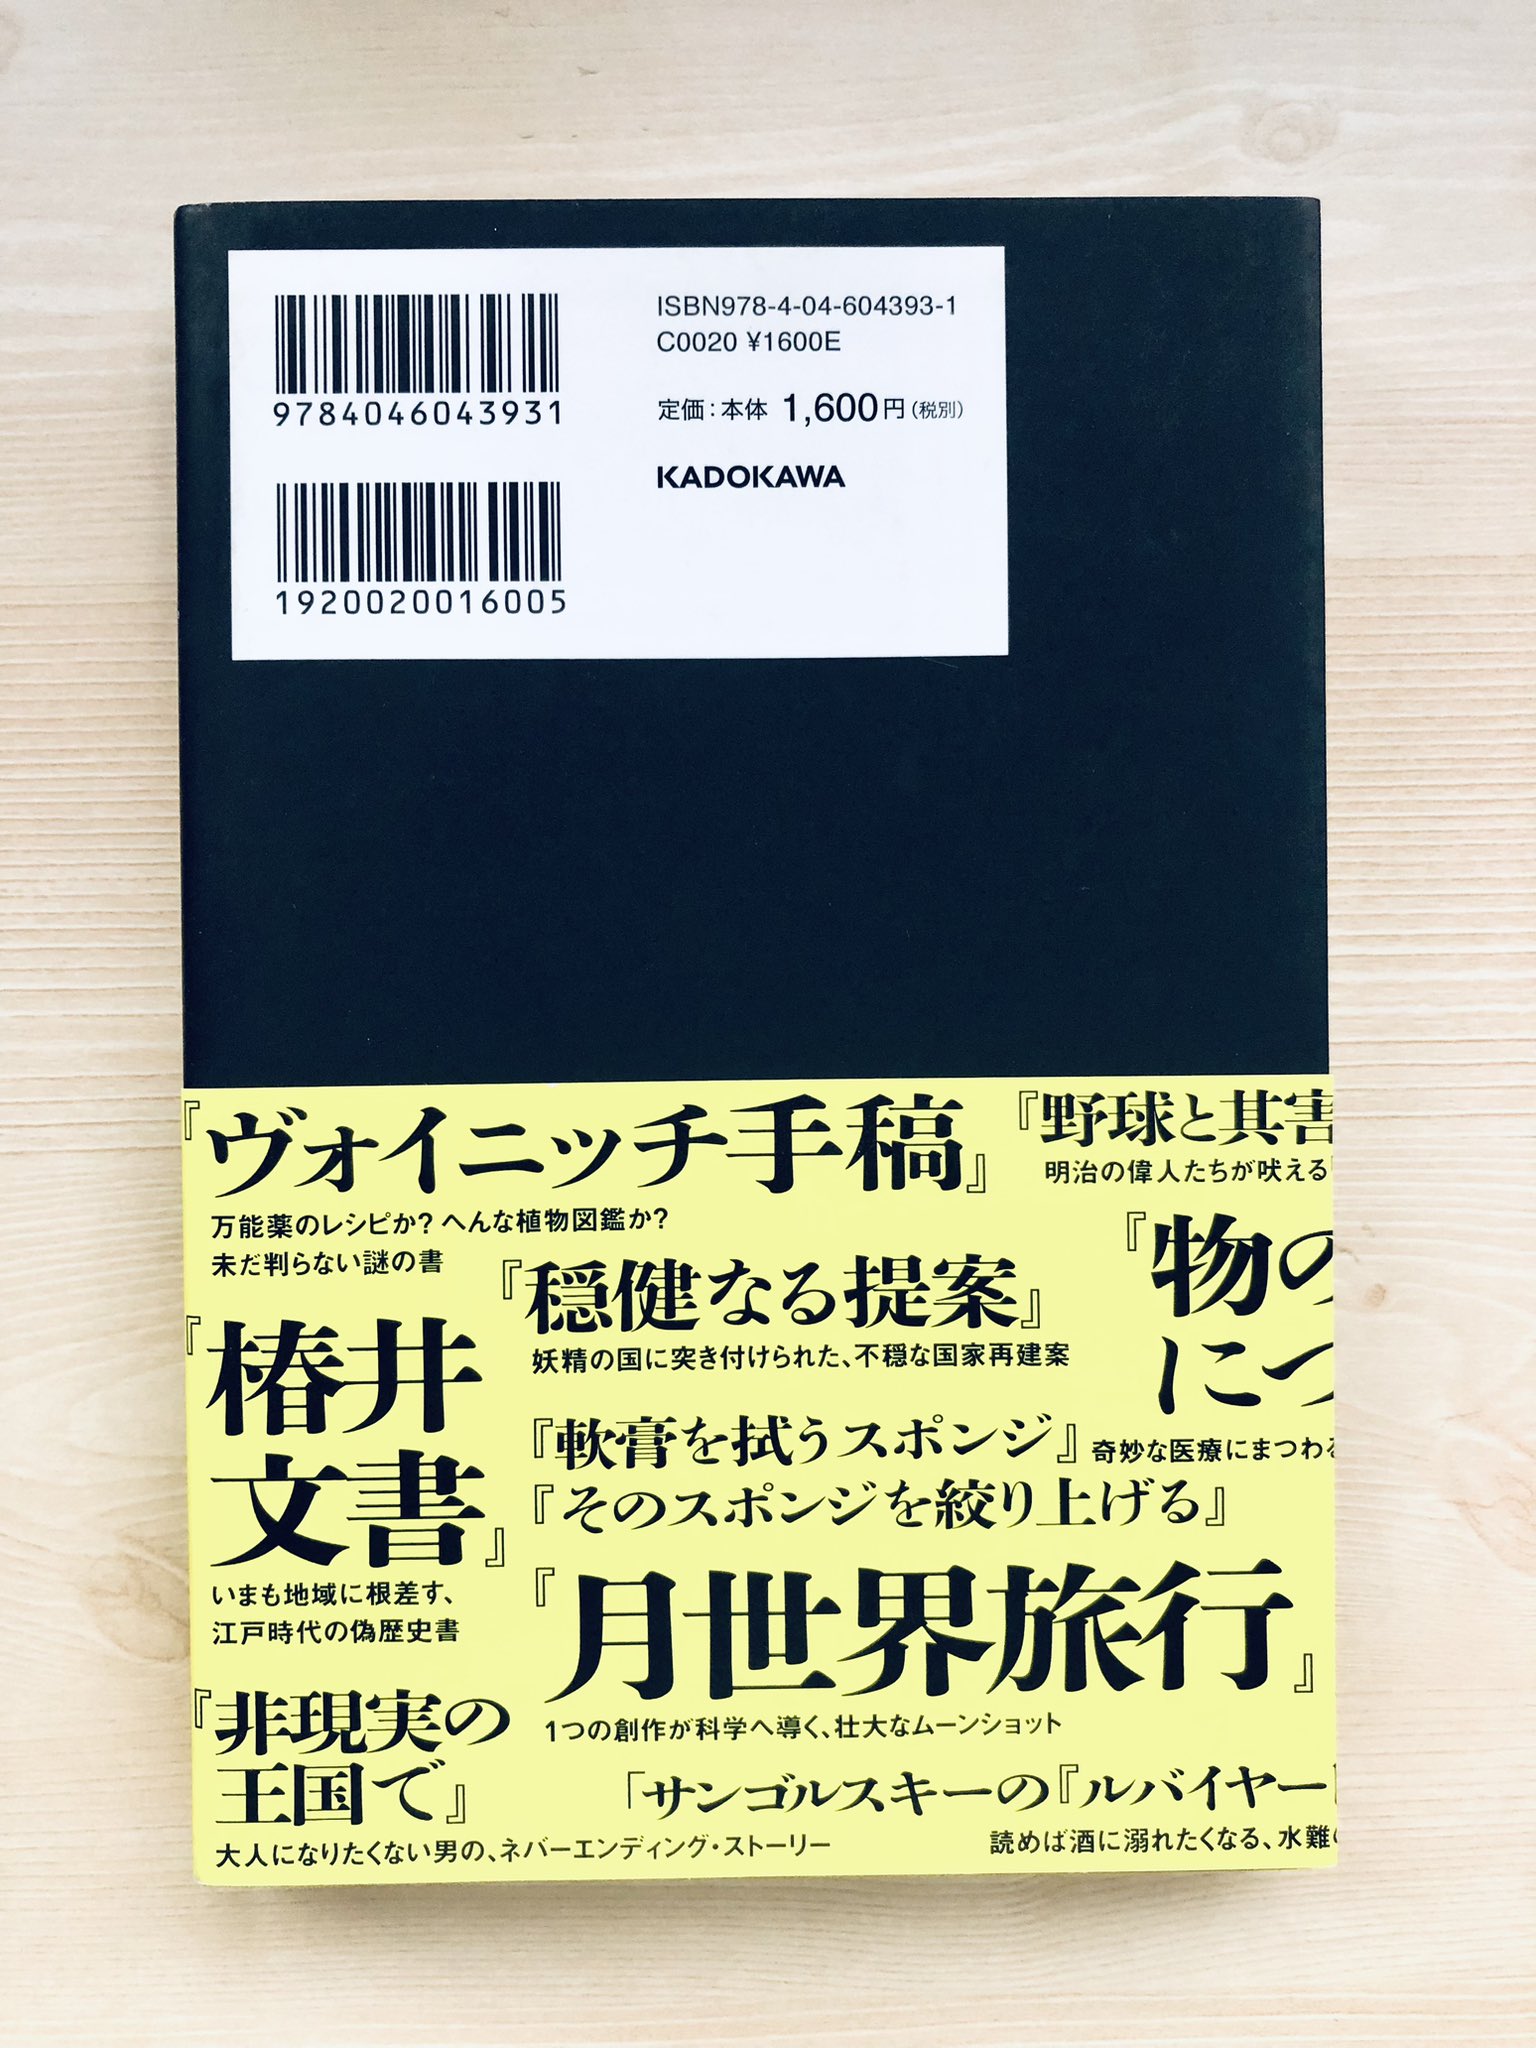 9784046043931
1920020016005
ISBN978-4-04-604393-1
C0020 ¥1600E
定価：本体 1,600円（税別）
KADOKAWA
『ヴォイニッチ手稿』
万能薬のレシピか？へんな植物図鑑か？
未だ判らない謎の書
『野球と其害
明治の偉人たちが吠える
『穏健なる提案』
妖精の国に突き付けられた、不穏な国家再建案
『物の
につ
奇妙な医療にまつわる
『椿井
文書』
いまも地域に根差す、
江戸時代の偽歴史書
『軟膏を拭うスポンジ』
『そのスポンジを絞り上げる』
『月世界旅行』
1つの創作が科学へ導く、壮大なムーンショット
『非現実の
王国で』
大人になりたくない男の、ネバーエンディング・ストーリー
「サンゴルスキーの『ルバイヤー
読めば酒に溺れたくなる、水難